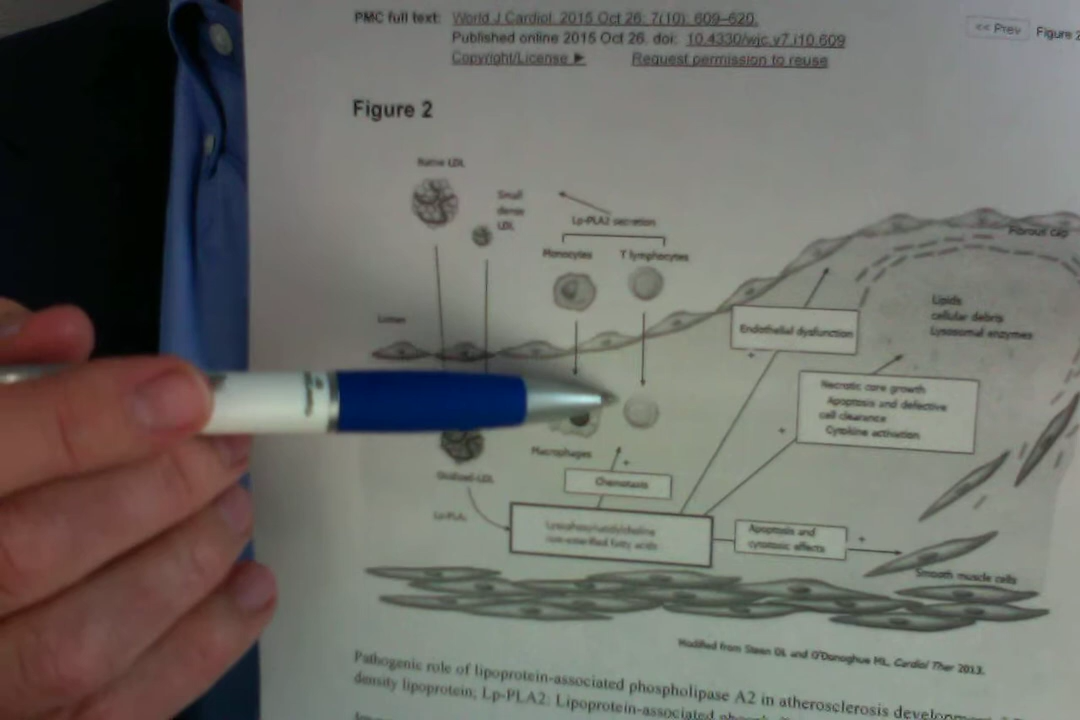 PMC full text: World J Cardiol. 2015 Oct 26; 7(10): 609–620.
Published online 2015 Oct 26. doi: 10.4330/wjc.v7.i10.609
Copyright/License ▶ Request permission to reuse
<< Prev Figure 2
Figure 2
Native LDL
Small
dense
LDL
Lp-PLA2 secretion
Monocytes
T lymphocytes
Fibrous cap
Lumen
Endothelial dysfunction
+
Lipids
cellular debris
Lysosomal enzymes
Necrotic core growth
Apoptosis and defective
cell clearance
Cytokine activation
+
Macrophages
+
Chemotaxis
Oxidized-LDL
Lp-PLA₂
Lysophosphatidylcholine
non-esterified fatty acids
Apoptosis and
cytotoxic effects
+
Smooth muscle cells
Modified from Steen DL and O'Donoghue ML. Cardiol Ther 2013.
Pathogenic role of lipoprotein-associated phospholipase A2 in atherosclerosis
density lipoprotein; Lp-PLA2: Lipoprotein-associated